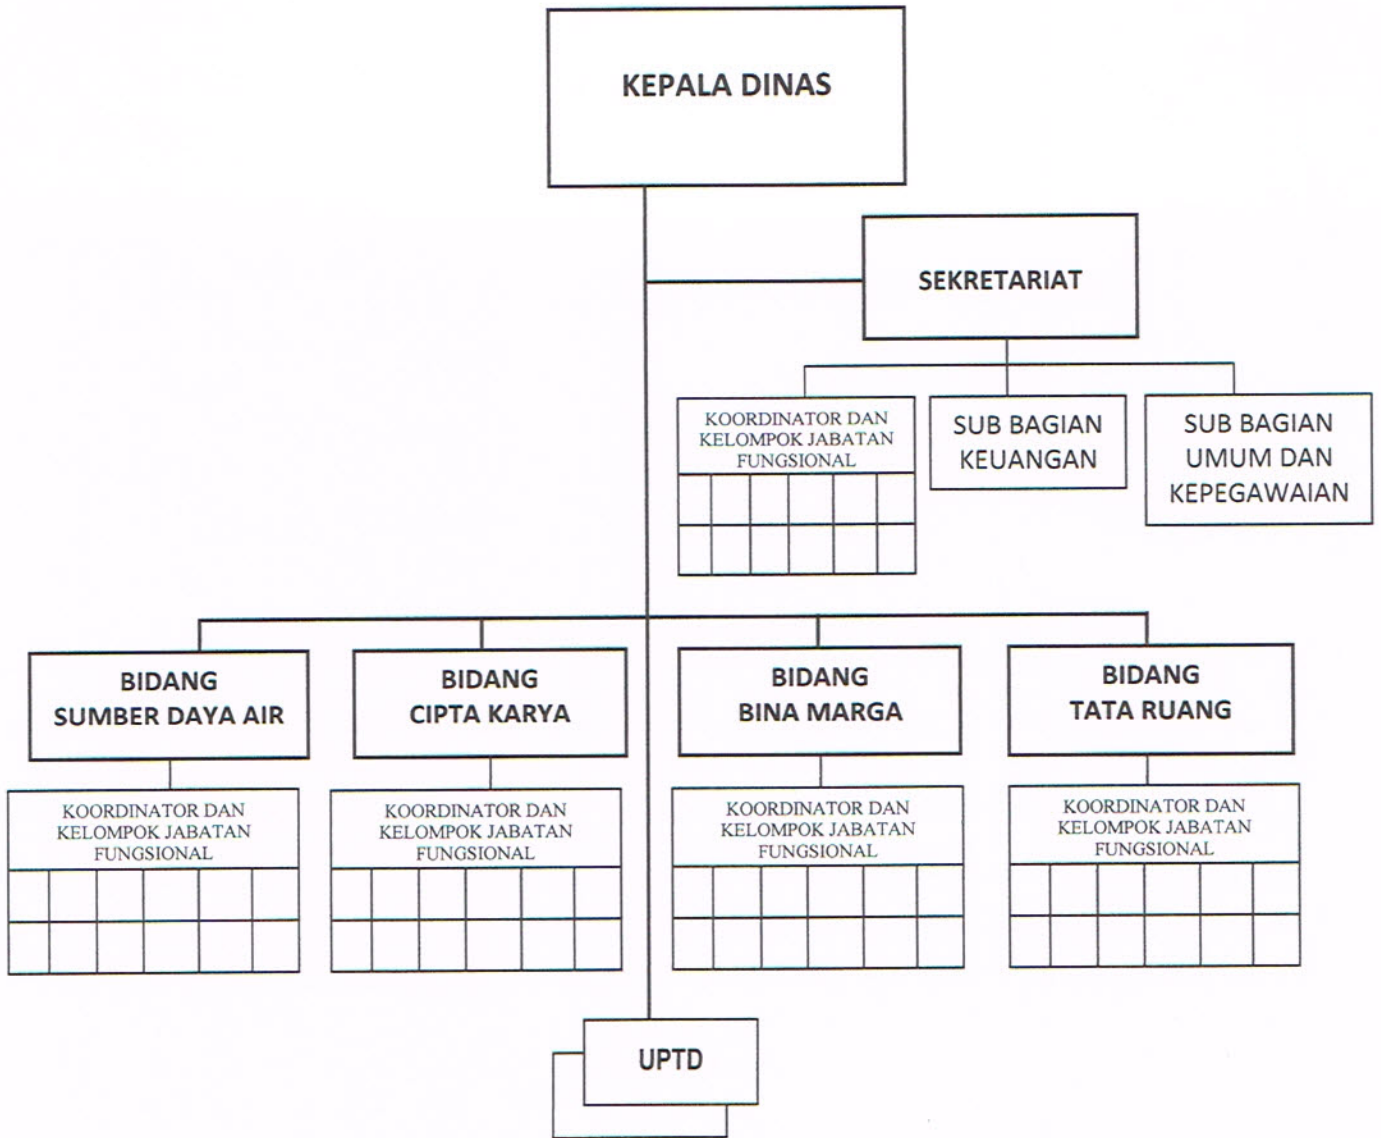 KEPALA DINAS
SEKRETARIAT
KOORDINATOR DAN
KELOMPOK JABATAN
FUNGSIONAL
SUB BAGIAN
KEUANGAN
SUB BAGIAN
UMUM DAN
KEPEGAWAIAN
BIDANG
SUMBER DAYA AIR
BIDANG
CIPTA KARYA
BIDANG
BINA MARGA
BIDANG
TATA RUANG
KOORDINATOR DAN
KELOMPOK JABATAN
FUNGSIONAL
KOORDINATOR DAN
KELOMPOK JABATAN
FUNGSIONAL
KOORDINATOR DAN
KELOMPOK JABATAN
FUNGSIONAL
KOORDINATOR DAN
KELOMPOK JABATAN
FUNGSIONAL
UPTD